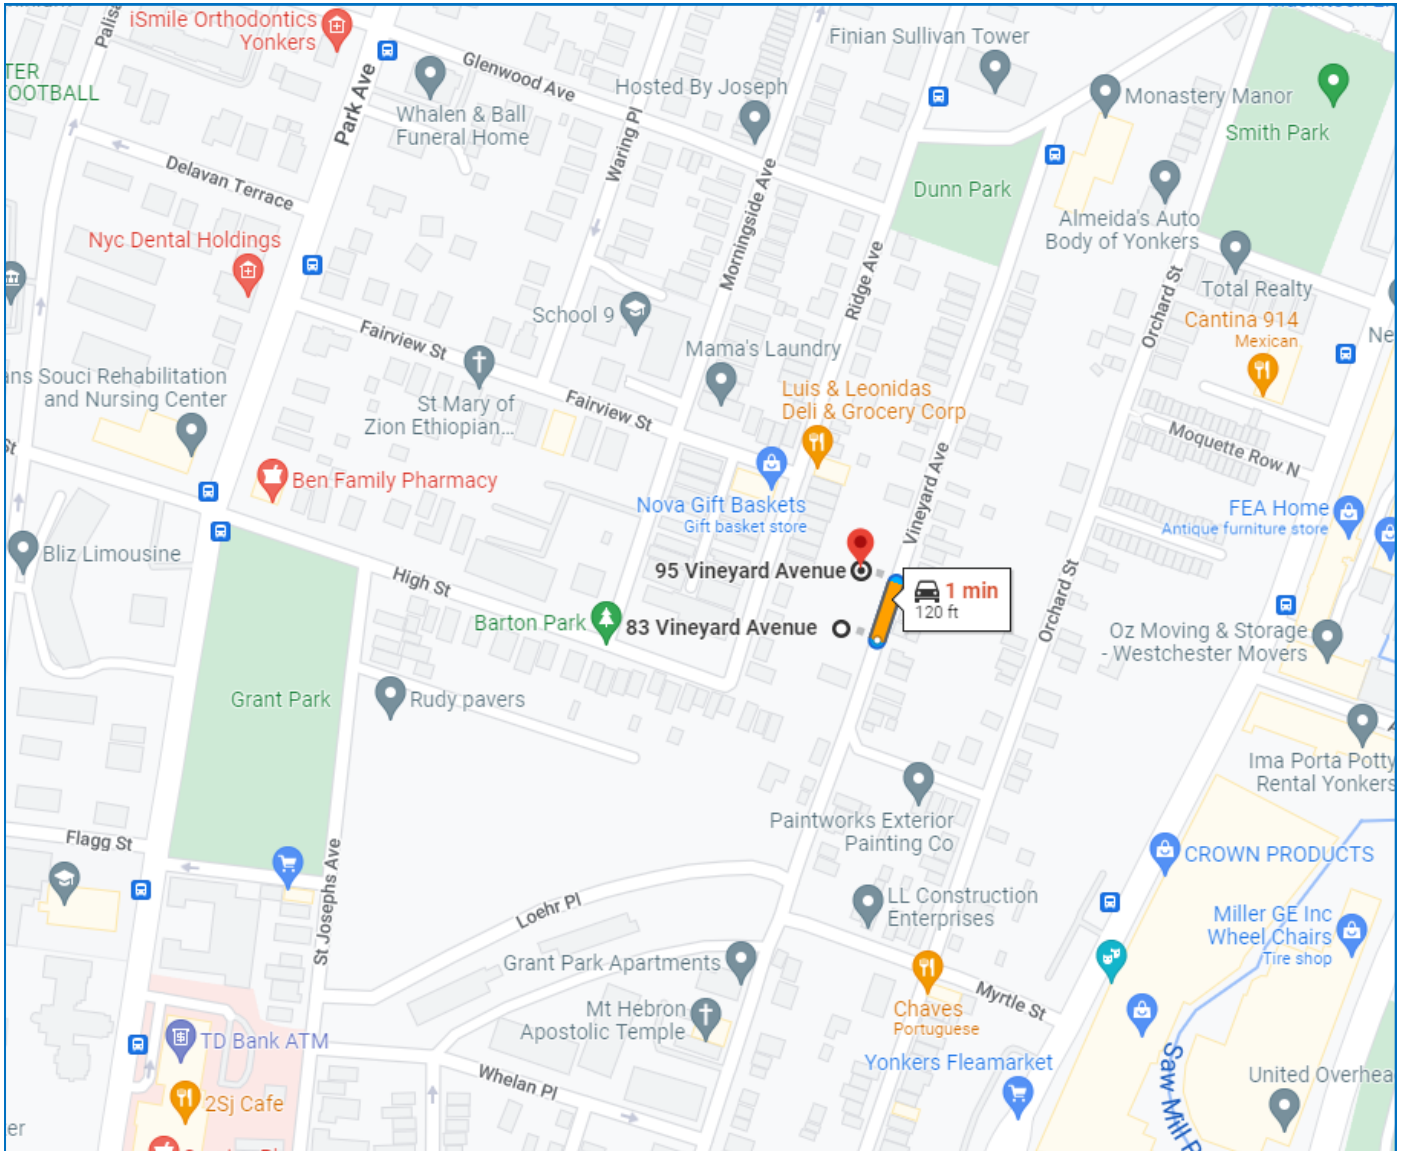 iSmile Orthodontics
Yonkers
Park Ave
Glenwood Ave
Whalen & Ball
Funeral Home
Hosted By Joseph
Finian Sullivan Tower
Monastery Manor
Smith Park
TER
OOTBALL
Delavan Terrace
Waring Pl
Morningside Ave
Ridge Ave
Dunn Park
Almeida's Auto
Body of Yonkers
Orchard St
Total Realty
Cantina 914
Mexican
Ne
Nyc Dental Holdings
Fairview St
School 9
Mama's Laundry
ans Souci Rehabilitation
and Nursing Center
St Mary of
Zion Ethiopian...
Fairview St
Luis & Leonidas
Deli & Grocery Corp
Moquette Row N
St
Ben Family Pharmacy
Nova Gift Baskets
Gift basket store
Vineyard Ave
FEA Home
Antique furniture store
Bliz Limousine
High St
95 Vineyard Avenue
1 min
120 ft
Barton Park
83 Vineyard Avenue
Orchard St
Oz Moving & Storage
- Westchester Movers
Grant Park
Rudy pavers
Ima Porta Potty
Rental Yonkers
Paintworks Exterior
Painting Co
Flagg St
St Josephs Ave
CROWN PRODUCTS
Loehr Pl
LL Construction
Enterprises
Miller GE Inc
Wheel Chairs
Tire shop
Grant Park Apartments
Chaves
Portuguese
Myrtle St
Mt Hebron
Apostolic Temple
TD Bank ATM
Yonkers Fleamarket
Whelan Pl
Saw Mill
United Overhea
2Sj Cafe
er